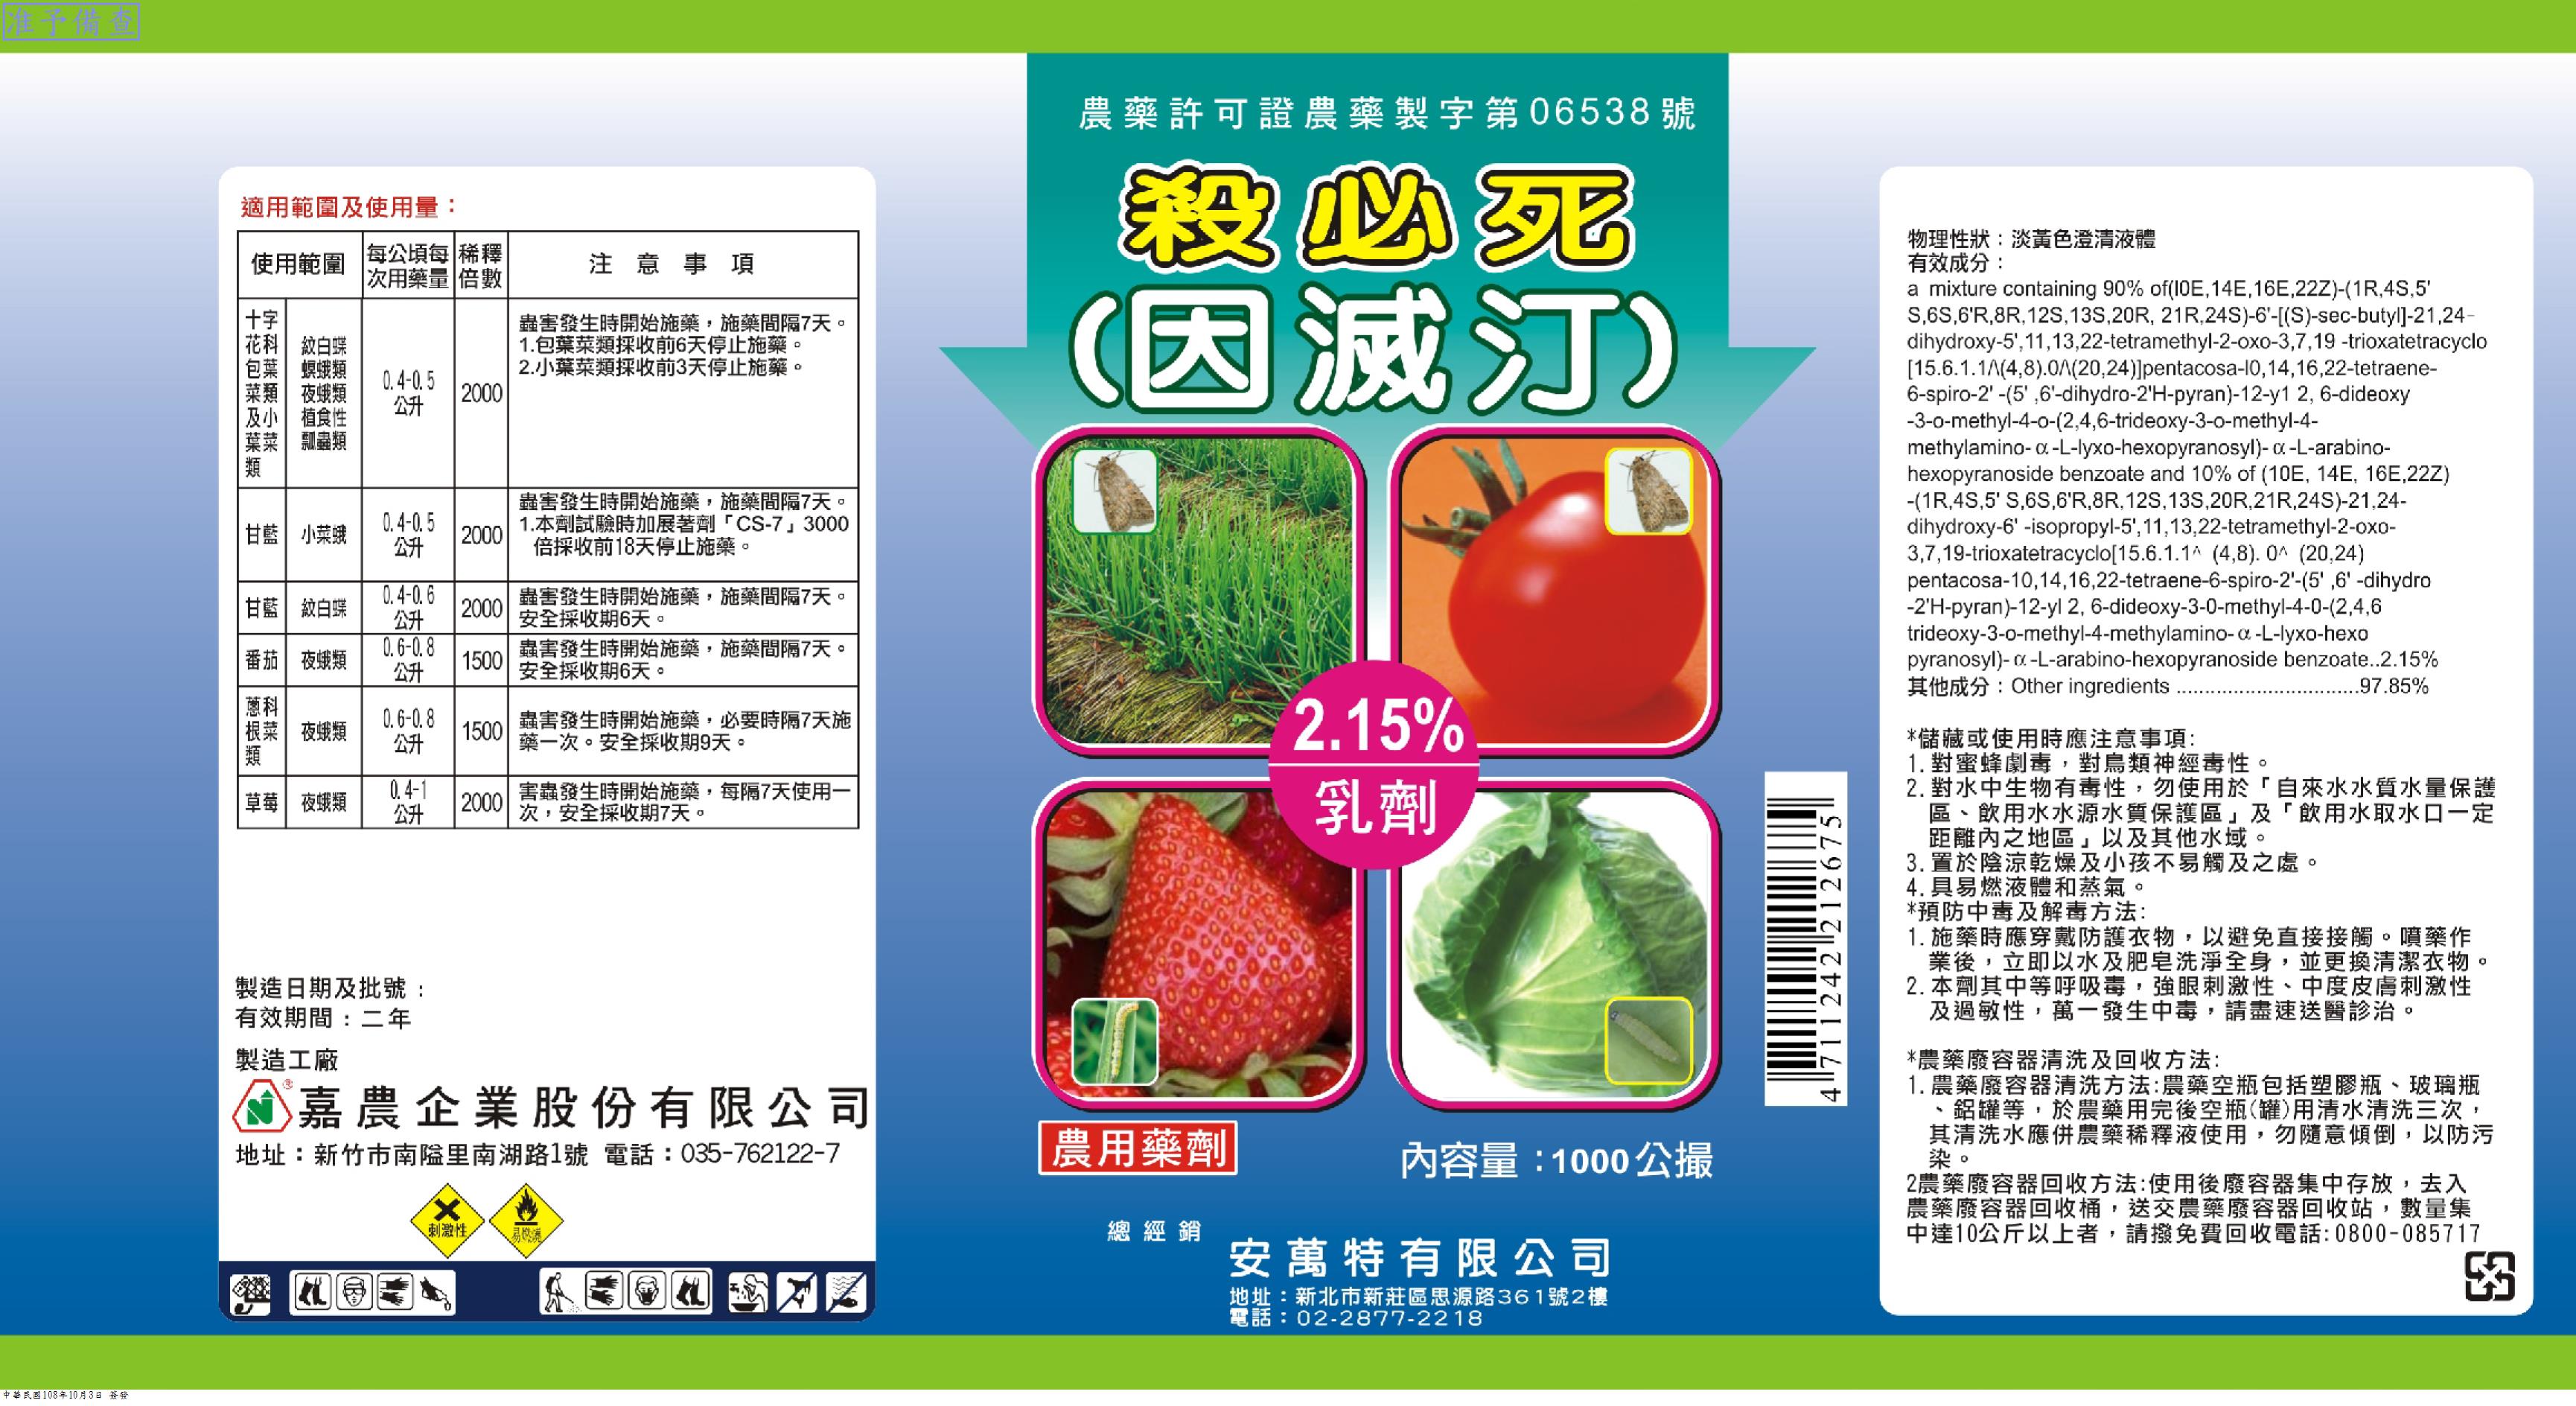 准予備查
適用範圍及使用量：
使用範圍
每公頃每
次用藥量
稀釋
倍數
注意事項
十字
花科
包葉
菜類
及小
葉菜
類
紋白蝶
螟蛾類
夜蛾類
植食性
瓢蟲類
0.4-0.5
公升
2000
蟲害發生時開始施藥，施藥間隔7天。
1.包葉菜類採收前6天停止施藥。
2.小葉菜類採收前3天停止施藥。
甘藍
小菜蛾
0.4-0.5
公升
2000
蟲害發生時開始施藥，施藥間隔7天。
1.本劑試驗時加展著劑「CS-7」3000
倍採收前18天停止施藥。
甘藍
紋白蝶
0.4-0.6
公升
2000
蟲害發生時開始施藥，施藥間隔7天。
安全採收期6天。
番茄
夜蛾類
0.6-0.8
公升
1500
蟲害發生時開始施藥，施藥間隔7天。
安全採收期6天。
蔥科
根菜
類
夜蛾類
0.6-0.8
公升
1500
蟲害發生時開始施藥，必要時隔7天施
藥一次。安全採收期9天。
草莓
夜蛾類
0.4-1
公升
2000
害蟲發生時開始施藥，每隔7天使用一
次，安全採收期7天。
製造日期及批號：
有效期間：二年
製造工廠
®
嘉農企業股份有限公司
地址：新竹市南隘里南湖路1號 電話：035-762122-7
刺激性
易燃燒
農藥許可證農藥製字第06538號
殺必死
(因滅汀)
2.15%
乳劑
農用藥劑
內容量：1000公撮
總經銷
安萬特有限公司
地址：新北市新莊區思源路361號2樓
電話：02-2877-2218
4711242212675
物理性狀：淡黃色澄清液體
有效成分：
a mixture containing 90% of(l0E,14E,16E,22Z)-(1R,4S,5'
S,6S,6'R,8R,12S,13S,20R, 21R,24S)-6'-[(S)-sec-butyl]-21,24-
dihydroxy-5',11,13,22-tetramethyl-2-oxo-3,7,19 -trioxatetracyclo
[15.6.1.1/\(4,8).0/\(20,24)]pentacosa-l0,14,16,22-tetraene-
6-spiro-2' -(5' ,6'-dihydro-2'H-pyran)-12-y1 2, 6-dideoxy
-3-o-methyl-4-o-(2,4,6-trideoxy-3-o-methyl-4-
methylamino-α-L-lyxo-hexopyranosyl)-α-L-arabino-
hexopyranoside benzoate and 10% of (10E, 14E, 16E,22Z)
-(1R,4S,5' S,6S,6'R,8R,12S,13S,20R,21R,24S)-21,24-
dihydroxy-6' -isopropyl-5',11,13,22-tetramethyl-2-oxo-
3,7,19-trioxatetracyclo[15.6.1.1^ (4,8). 0^ (20,24)
pentacosa-10,14,16,22-tetraene-6-spiro-2'-(5' ,6' -dihydro
-2'H-pyran)-12-yl 2, 6-dideoxy-3-0-methyl-4-0-(2,4,6
trideoxy-3-o-methyl-4-methylamino-α-L-lyxo-hexo
pyranosyl)-α-L-arabino-hexopyranoside benzoate..2.15%
其他成分：Other ingredients ................................97.85%
*儲藏或使用時應注意事項:
1.對蜜蜂劇毒，對鳥類神經毒性。
2.對水中生物有毒性，勿使用於「自來水水質水量保護
區、飲用水水源水質保護區」及「飲用水取水口一定
距離內之地區」以及其他水域。
3.置於陰涼乾燥及小孩不易觸及之處。
4.具易燃液體和蒸氣。
*預防中毒及解毒方法:
1.施藥時應穿戴防護衣物，以避免直接接觸。噴藥作
業後，立即以水及肥皂洗淨全身，並更換清潔衣物。
2.本劑其中等呼吸毒，強眼刺激性、中度皮膚刺激性
及過敏性，萬一發生中毒，請盡速送醫診治。
*農藥廢容器清洗及回收方法:
1.農藥廢容器清洗方法:農藥空瓶包括塑膠瓶、玻璃瓶
、鋁罐等，於農藥用完後空瓶(罐)用清水清洗三次，
其清洗水應併農藥稀釋液使用，勿隨意傾倒，以防污
染。
2農藥廢容器回收方法:使用後廢容器集中存放，去入
農藥廢容器回收桶，送交農藥廢容器回收站，數量集
中達10公斤以上者，請撥免費回收電話:0800-085717
中華民國108年10月3日 簽發